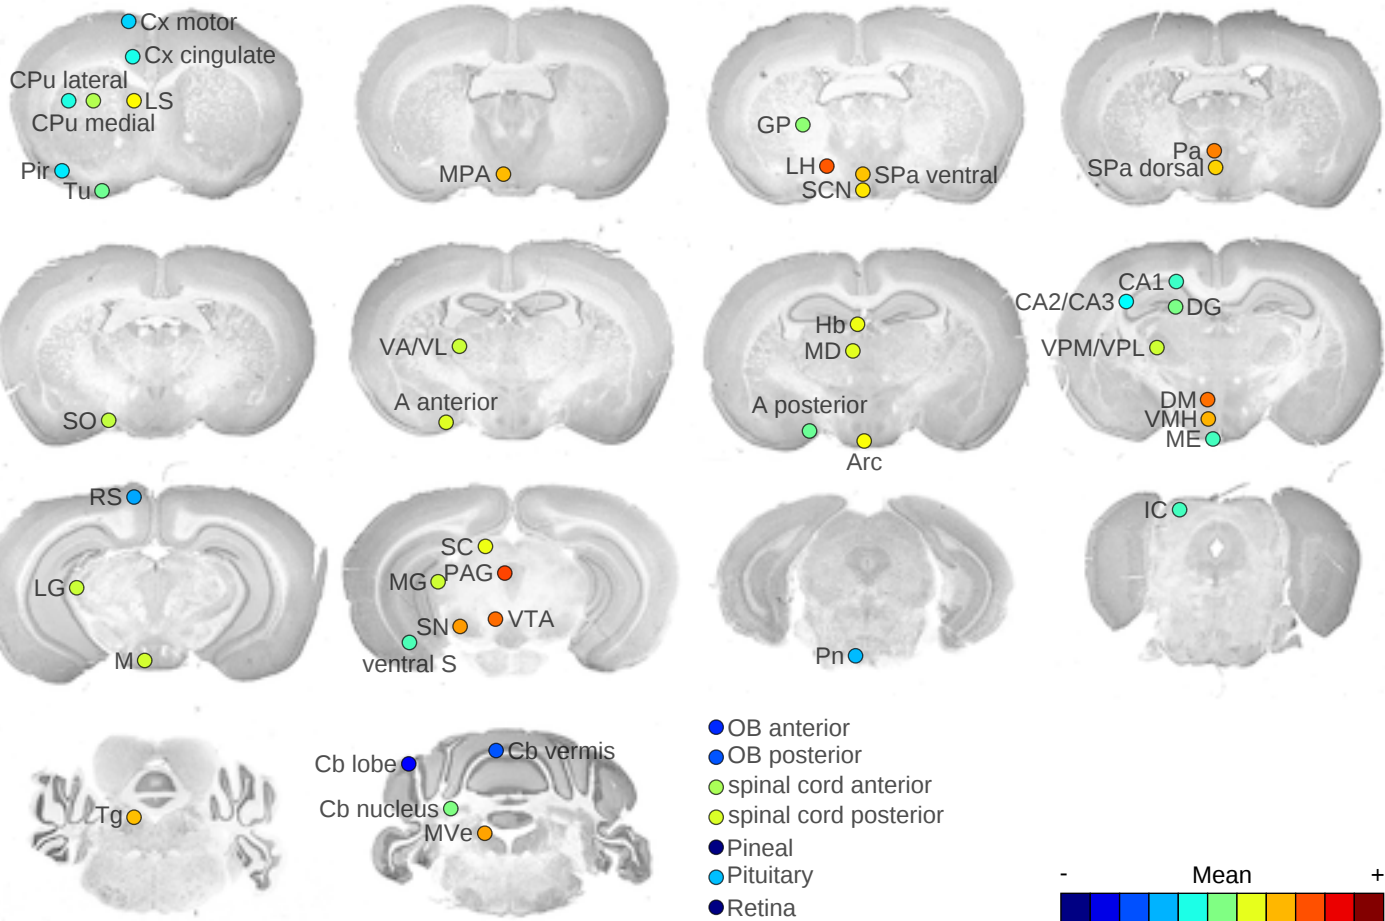 Cx motor
Cx cingulate
CPu lateral
LS
CPu medial
Pir
Tu
MPA
GP
LH
SPa ventral
SCN
Pa
SPa dorsal
SO
VA/VL
A anterior
Hb
MD
A posterior
Arc
CA1
CA2/CA3
DG
VPM/VPL
DM
VMH
ME
RS
LG
M
SC
PAG
MG
SN
VTA
ventral S
Pn
IC
Tg
Cb lobe
Cb vermis
Cb nucleus
MVe
OB anterior
OB posterior
spinal cord anterior
spinal cord posterior
Pineal
Pituitary
Retina
- Mean +